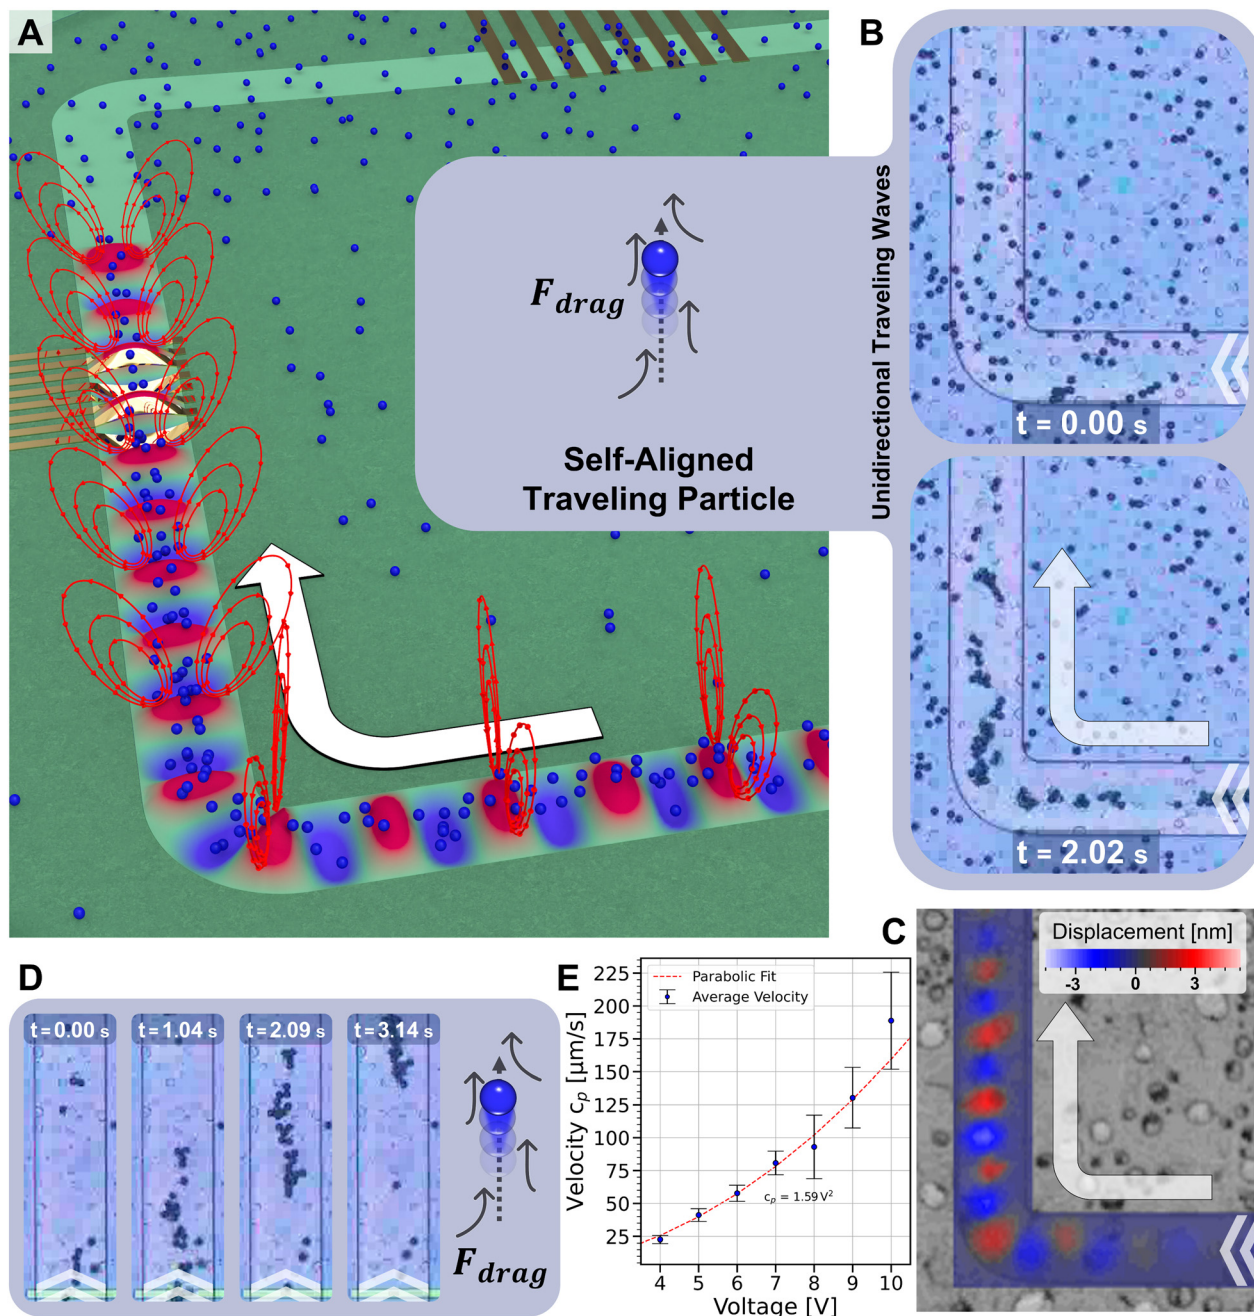 A
B
F_drag
Self-Aligned
Traveling Particle
Unidirectional Traveling Waves
t = 0.00 s
t = 2.02 s
C
Displacement [nm]
-3 0 3
D
t = 0.00 s
t = 1.04 s
t = 2.09 s
t = 3.14 s
F_drag
E
Velocity c_p [μm/s]
225
200
175
150
125
100
75
50
25
Parabolic Fit
Average Velocity
c_p = 1.59 V²
4 5 6 7 8 9 10
Voltage [V]